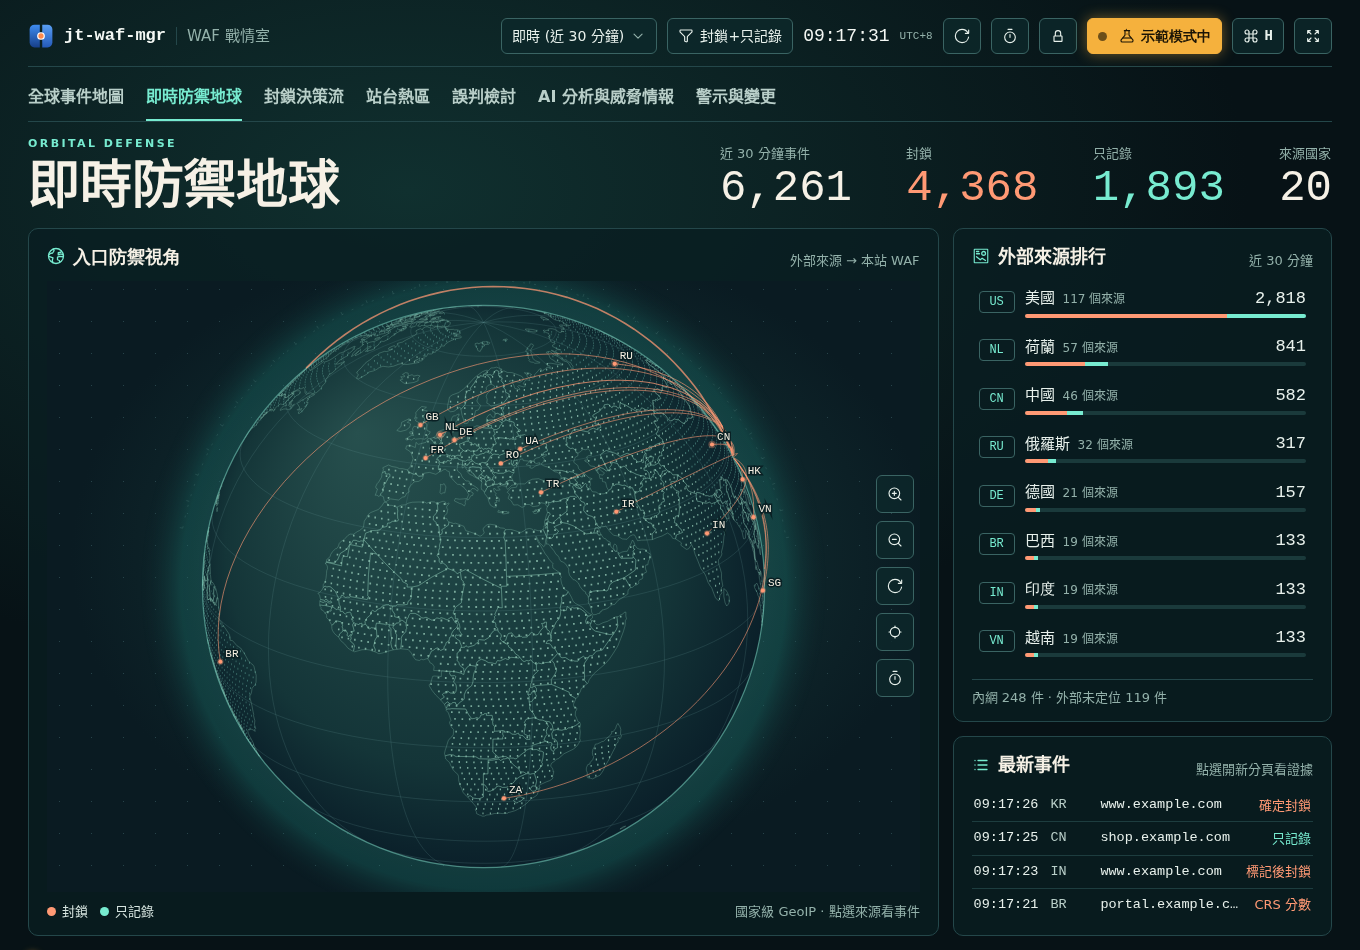 jt-waf-mgr WAF 戰情室 即時 (近 30 分鐘) 封鎖+只記錄 09:17:31 UTC+8 示範模式中 ⌘ H
全球事件地圖 即時防禦地球 封鎖決策流 站台熱區 誤判檢討 AI 分析與威脅情報 警示與變更
ORBITAL DEFENSE
即時防禦地球
近 30 分鐘事件 封鎖 只記錄 來源國家
6,261 4,368 1,893 20
入口防禦視角 外部來源 → 本站 WAF
RU
GB
NL
DE
CN
UA
FR
RO
HK
TR
IR
VN
IN
SG
BR
ZA
封鎖 只記錄 國家級 GeoIP · 點選來源看事件
外部來源排行 近 30 分鐘
US 美國 117 個來源 2,818
NL 荷蘭 57 個來源 841
CN 中國 46 個來源 582
RU 俄羅斯 32 個來源 317
DE 德國 21 個來源 157
BR 巴西 19 個來源 133
IN 印度 19 個來源 133
VN 越南 19 個來源 133
內網 248 件 · 外部未定位 119 件
最新事件 點選開新分頁看證據
09:17:26 KR www.example.com 確定封鎖
09:17:25 CN shop.example.com 只記錄
09:17:23 IN www.example.com 標記後封鎖
09:17:21 BR portal.example.c… CRS 分數